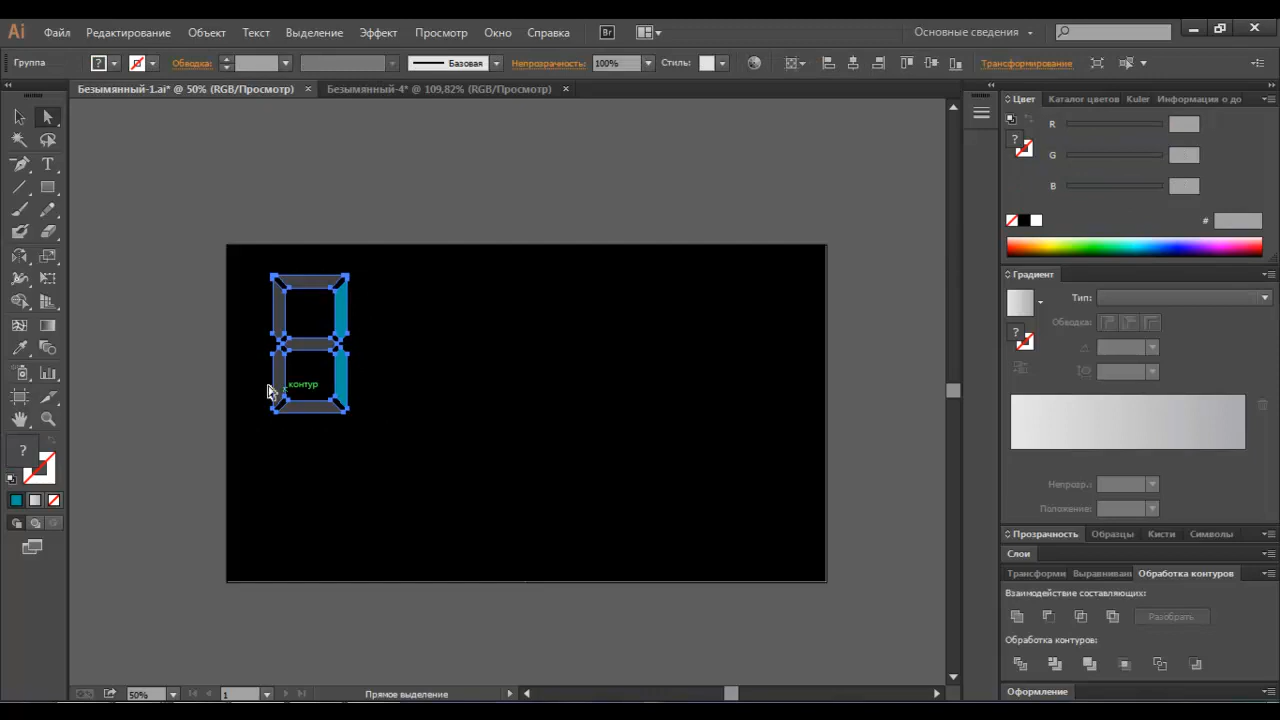 Ai Файл Редактирование Объект Текст Выделение Эффект Просмотр Окно Справка Br Основные сведения
Группа ? Обводка: Базовая Непрозрачность: 100% Стиль: Трансформирование
Безымянный-1.ai* @ 50% (RGB/Просмотр) × Безымянный-4* @ 109,82% (RGB/Просмотр) ×
Цвет Каталог цветов Kuler Информация о до
R
?
G
B
#
Градиент
Тип:
Обводка:
?
контур
?
Непрозр.:
Положение:
Прозрачность Образцы Кисти Символы
Слои
Трансформи Выравниван Обработка контуров
Взаимодействие составляющих:
Разобрать
Обработка контуров:
Оформление
50% 1 Прямое выделение